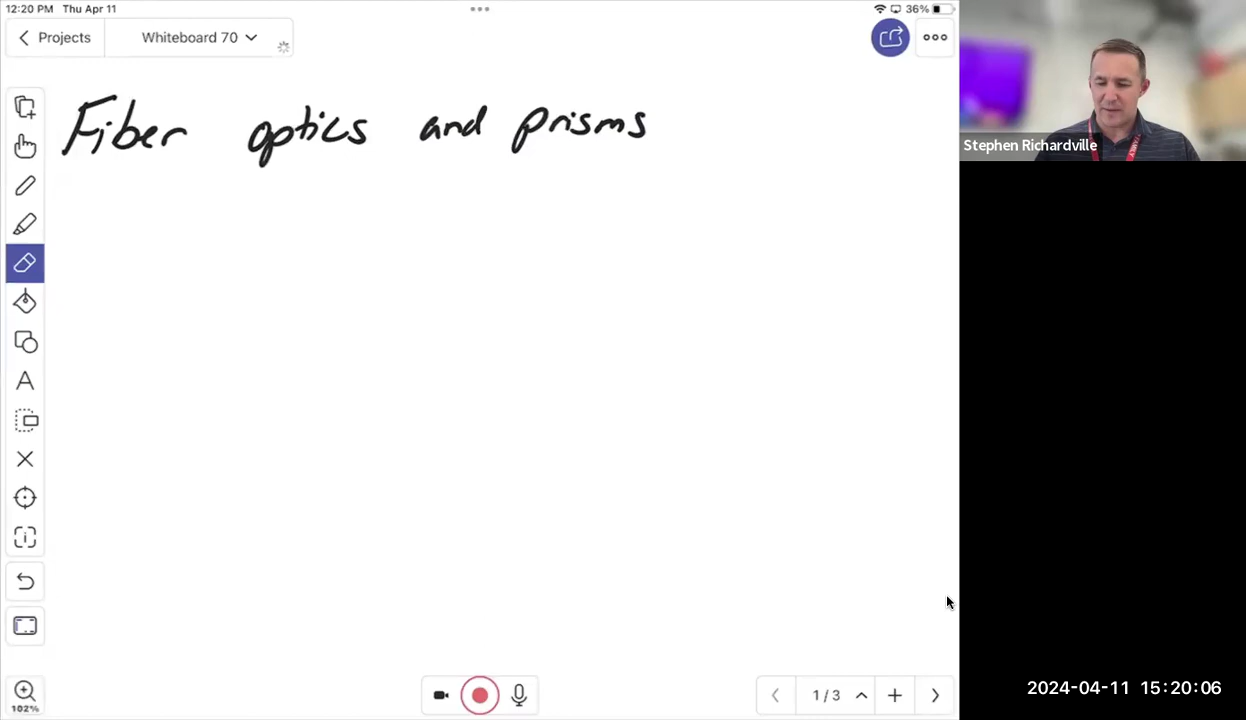 12:20 PM Thu Apr 11
36%
Projects
Whiteboard 70
Fiber optics and prisms
Stephen Richardville
A
102%
1 / 3
2024-04-11 15:20:06